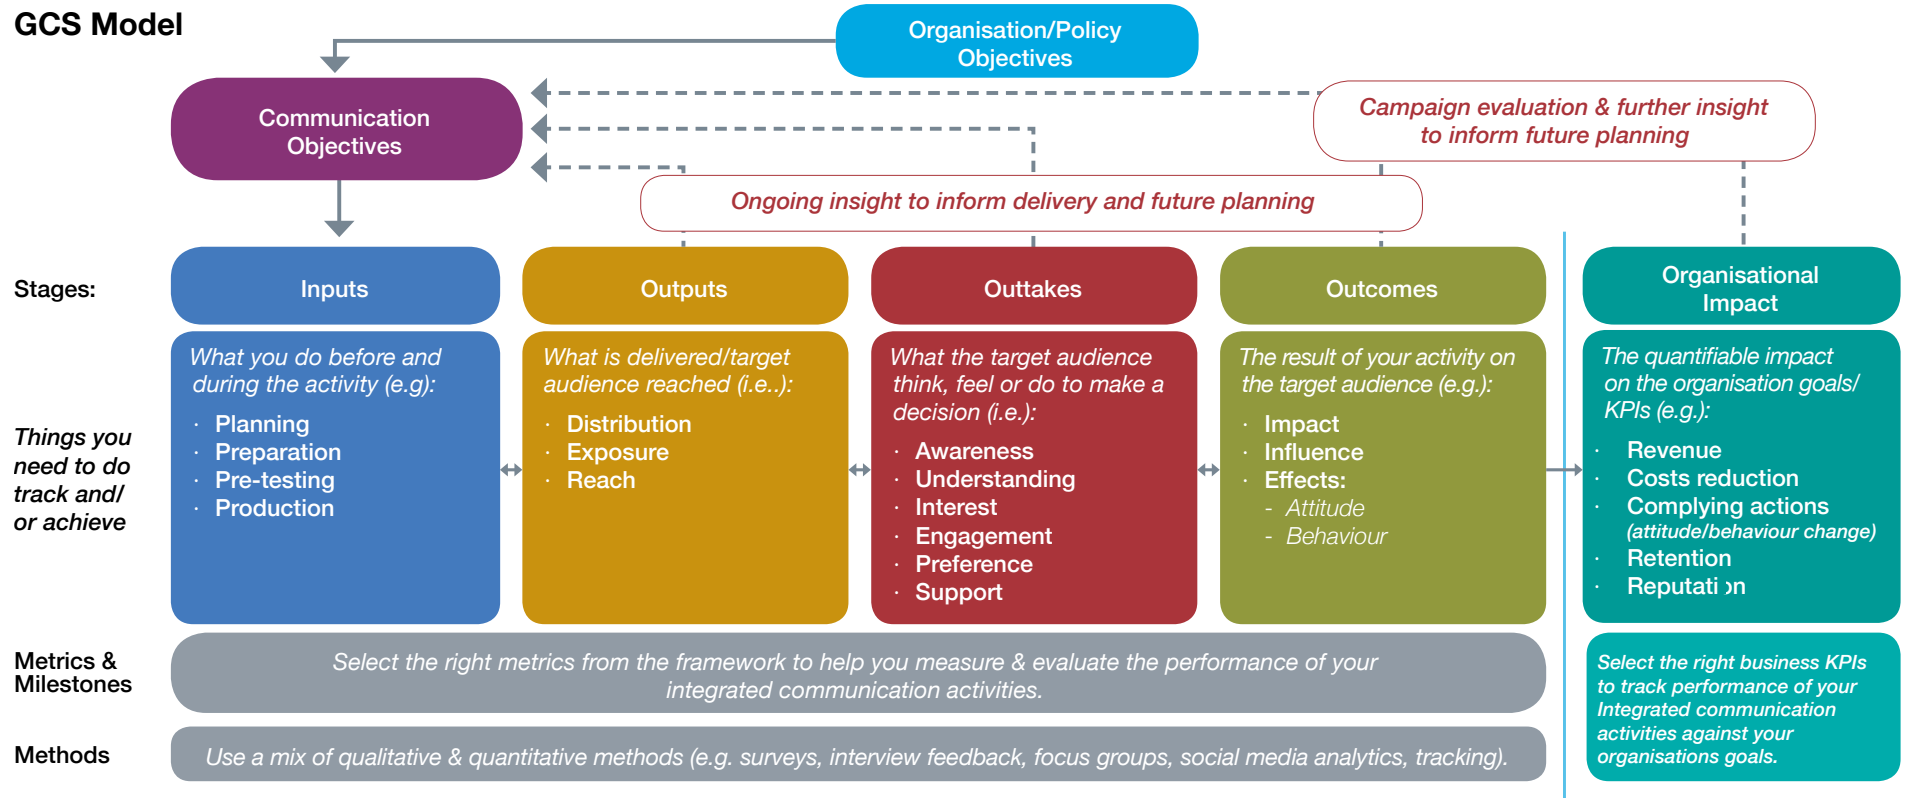 GCS Model
Organisation/Policy
Objectives
Communication
Objectives
Campaign evaluation & further insight
to inform future planning
Ongoing insight to inform delivery and future planning
Stages:
Inputs
Outputs
Outtakes
Outcomes
Organisational
Impact
Things you
need to do
track and/
or achieve
What you do before and
during the activity (e.g):
· Planning
· Preparation
· Pre-testing
· Production
What is delivered/target
audience reached (i.e..):
· Distribution
· Exposure
· Reach
What the target audience
think, feel or do to make a
decision (i.e.):
· Awareness
· Understanding
· Interest
· Engagement
· Preference
· Support
The result of your activity on
the target audience (e.g.):
· Impact
· Influence
· Effects:
- Attitude
- Behaviour
The quantifiable impact
on the organisation goals/
KPIs (e.g.):
· Revenue
· Costs reduction
· Complying actions
(attitude/behaviour change)
· Retention
· Reputation
Metrics &
Milestones
Select the right metrics from the framework to help you measure & evaluate the performance of your
integrated communication activities.
Select the right business KPIs
to track performance of your
Integrated communication
activities against your
organisations goals.
Methods
Use a mix of qualitative & quantitative methods (e.g. surveys, interview feedback, focus groups, social media analytics, tracking).